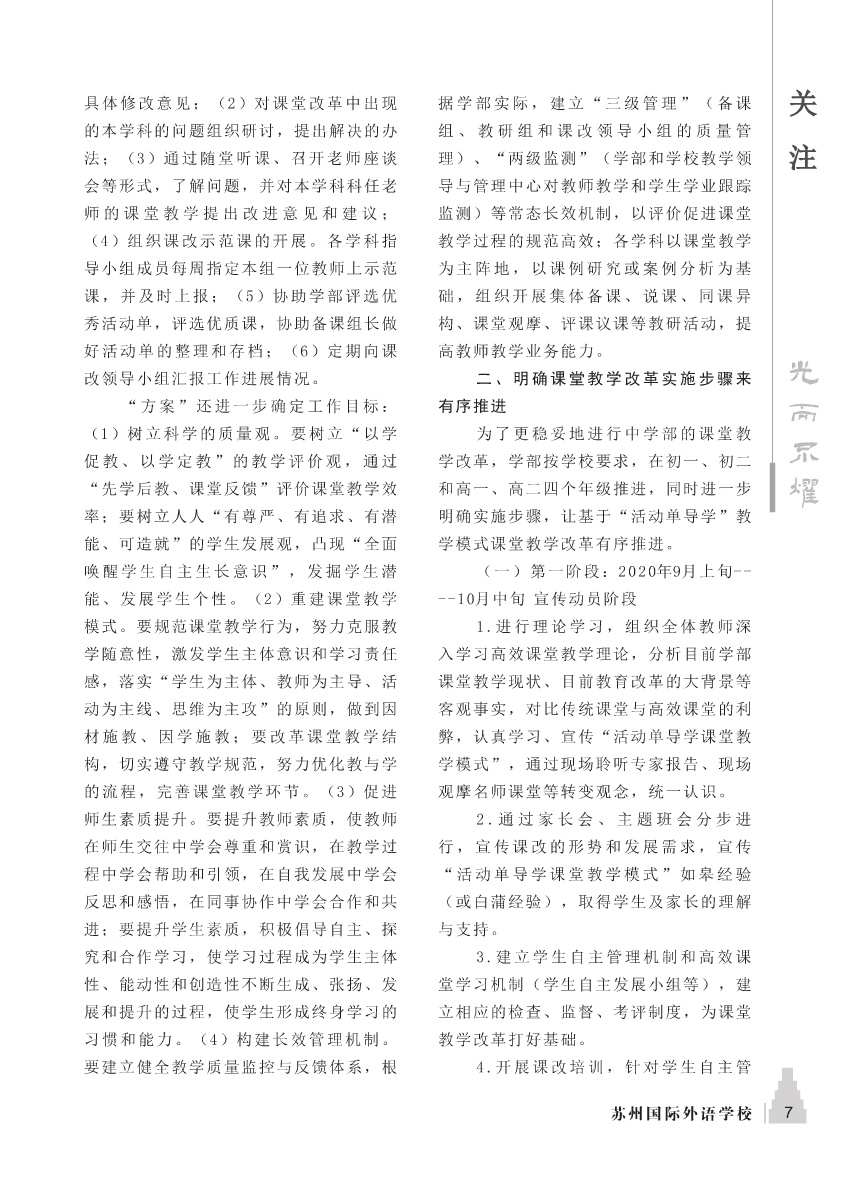 具体修改意见；（2）对课堂改革中出现
的本学科的问题组织研讨，提出解决的办
法；（3）通过随堂听课、召开老师座谈
会等形式，了解问题，并对本学科科任老
师的课堂教学提出改进意见和建议；
（4）组织课改示范课的开展。各学科指
导小组成员每周指定本组一位教师上示范
课，并及时上报；（5）协助学部评选优
秀活动单，评选优质课，协助备课组长做
好活动单的整理和存档；（6）定期向课
改领导小组汇报工作进展情况。
“方案”还进一步确定工作目标：
（1）树立科学的质量观。要树立“以学
促教、以学定教”的教学评价观，通过
“先学后教、课堂反馈”评价课堂教学效
率；要树立人人“有尊严、有追求、有潜
能、可造就”的学生发展观，凸现“全面
唤醒学生自主生长意识”，发掘学生潜
能、发展学生个性。（2）重建课堂教学
模式。要规范课堂教学行为，努力克服教
学随意性，激发学生主体意识和学习责任
感，落实“学生为主体、教师为主导、活
动为主线、思维为主攻”的原则，做到因
材施教、因学施教；要改革课堂教学结
构，切实遵守教学规范，努力优化教与学
的流程，完善课堂教学环节。（3）促进
师生素质提升。要提升教师素质，使教师
在师生交往中学会尊重和赏识，在教学过
程中学会帮助和引领，在自我发展中学会
反思和感悟，在同事协作中学会合作和共
进；要提升学生素质，积极倡导自主、探
究和合作学习，使学习过程成为学生主体
性、能动性和创造性不断生成、张扬、发
展和提升的过程，使学生形成终身学习的
习惯和能力。（4）构建长效管理机制。
要建立健全教学质量监控与反馈体系，根
据学部实际，建立“三级管理”（备课
组、教研组和课改领导小组的质量管
理）、“两级监测”（学部和学校教学领
导与管理中心对教师教学和学生学业跟踪
监测）等常态长效机制，以评价促进课堂
教学过程的规范高效；各学科以课堂教学
为主阵地，以课例研究或案例分析为基
础，组织开展集体备课、说课、同课异
构、课堂观摩、评课议课等教研活动，提
高教师教学业务能力。
二、明确课堂教学改革实施步骤来
有序推进
为了更稳妥地进行中学部的课堂教
学改革，学部按学校要求，在初一、初二
和高一、高二四个年级推进，同时进一步
明确实施步骤，让基于“活动单导学”教
学模式课堂教学改革有序推进。
（一）第一阶段：2020年9月上旬--
--10月中旬 宣传动员阶段
1.进行理论学习，组织全体教师深
入学习高效课堂教学理论，分析目前学部
课堂教学现状、目前教育改革的大背景等
客观事实，对比传统课堂与高效课堂的利
弊，认真学习、宣传“活动单导学课堂教
学模式”，通过现场聆听专家报告、现场
观摩名师课堂等转变观念，统一认识。
2.通过家长会、主题班会分步进
行，宣传课改的形势和发展需求，宣传
“活动单导学课堂教学模式”如皋经验
（或白蒲经验），取得学生及家长的理解
与支持。
3.建立学生自主管理机制和高效课
堂学习机制（学生自主发展小组等），建
立相应的检查、监督、考评制度，为课堂
教学改革打好基础。
4.开展课改培训，针对学生自主管
关
注
光
而
不
耀
苏州国际外语学校
7